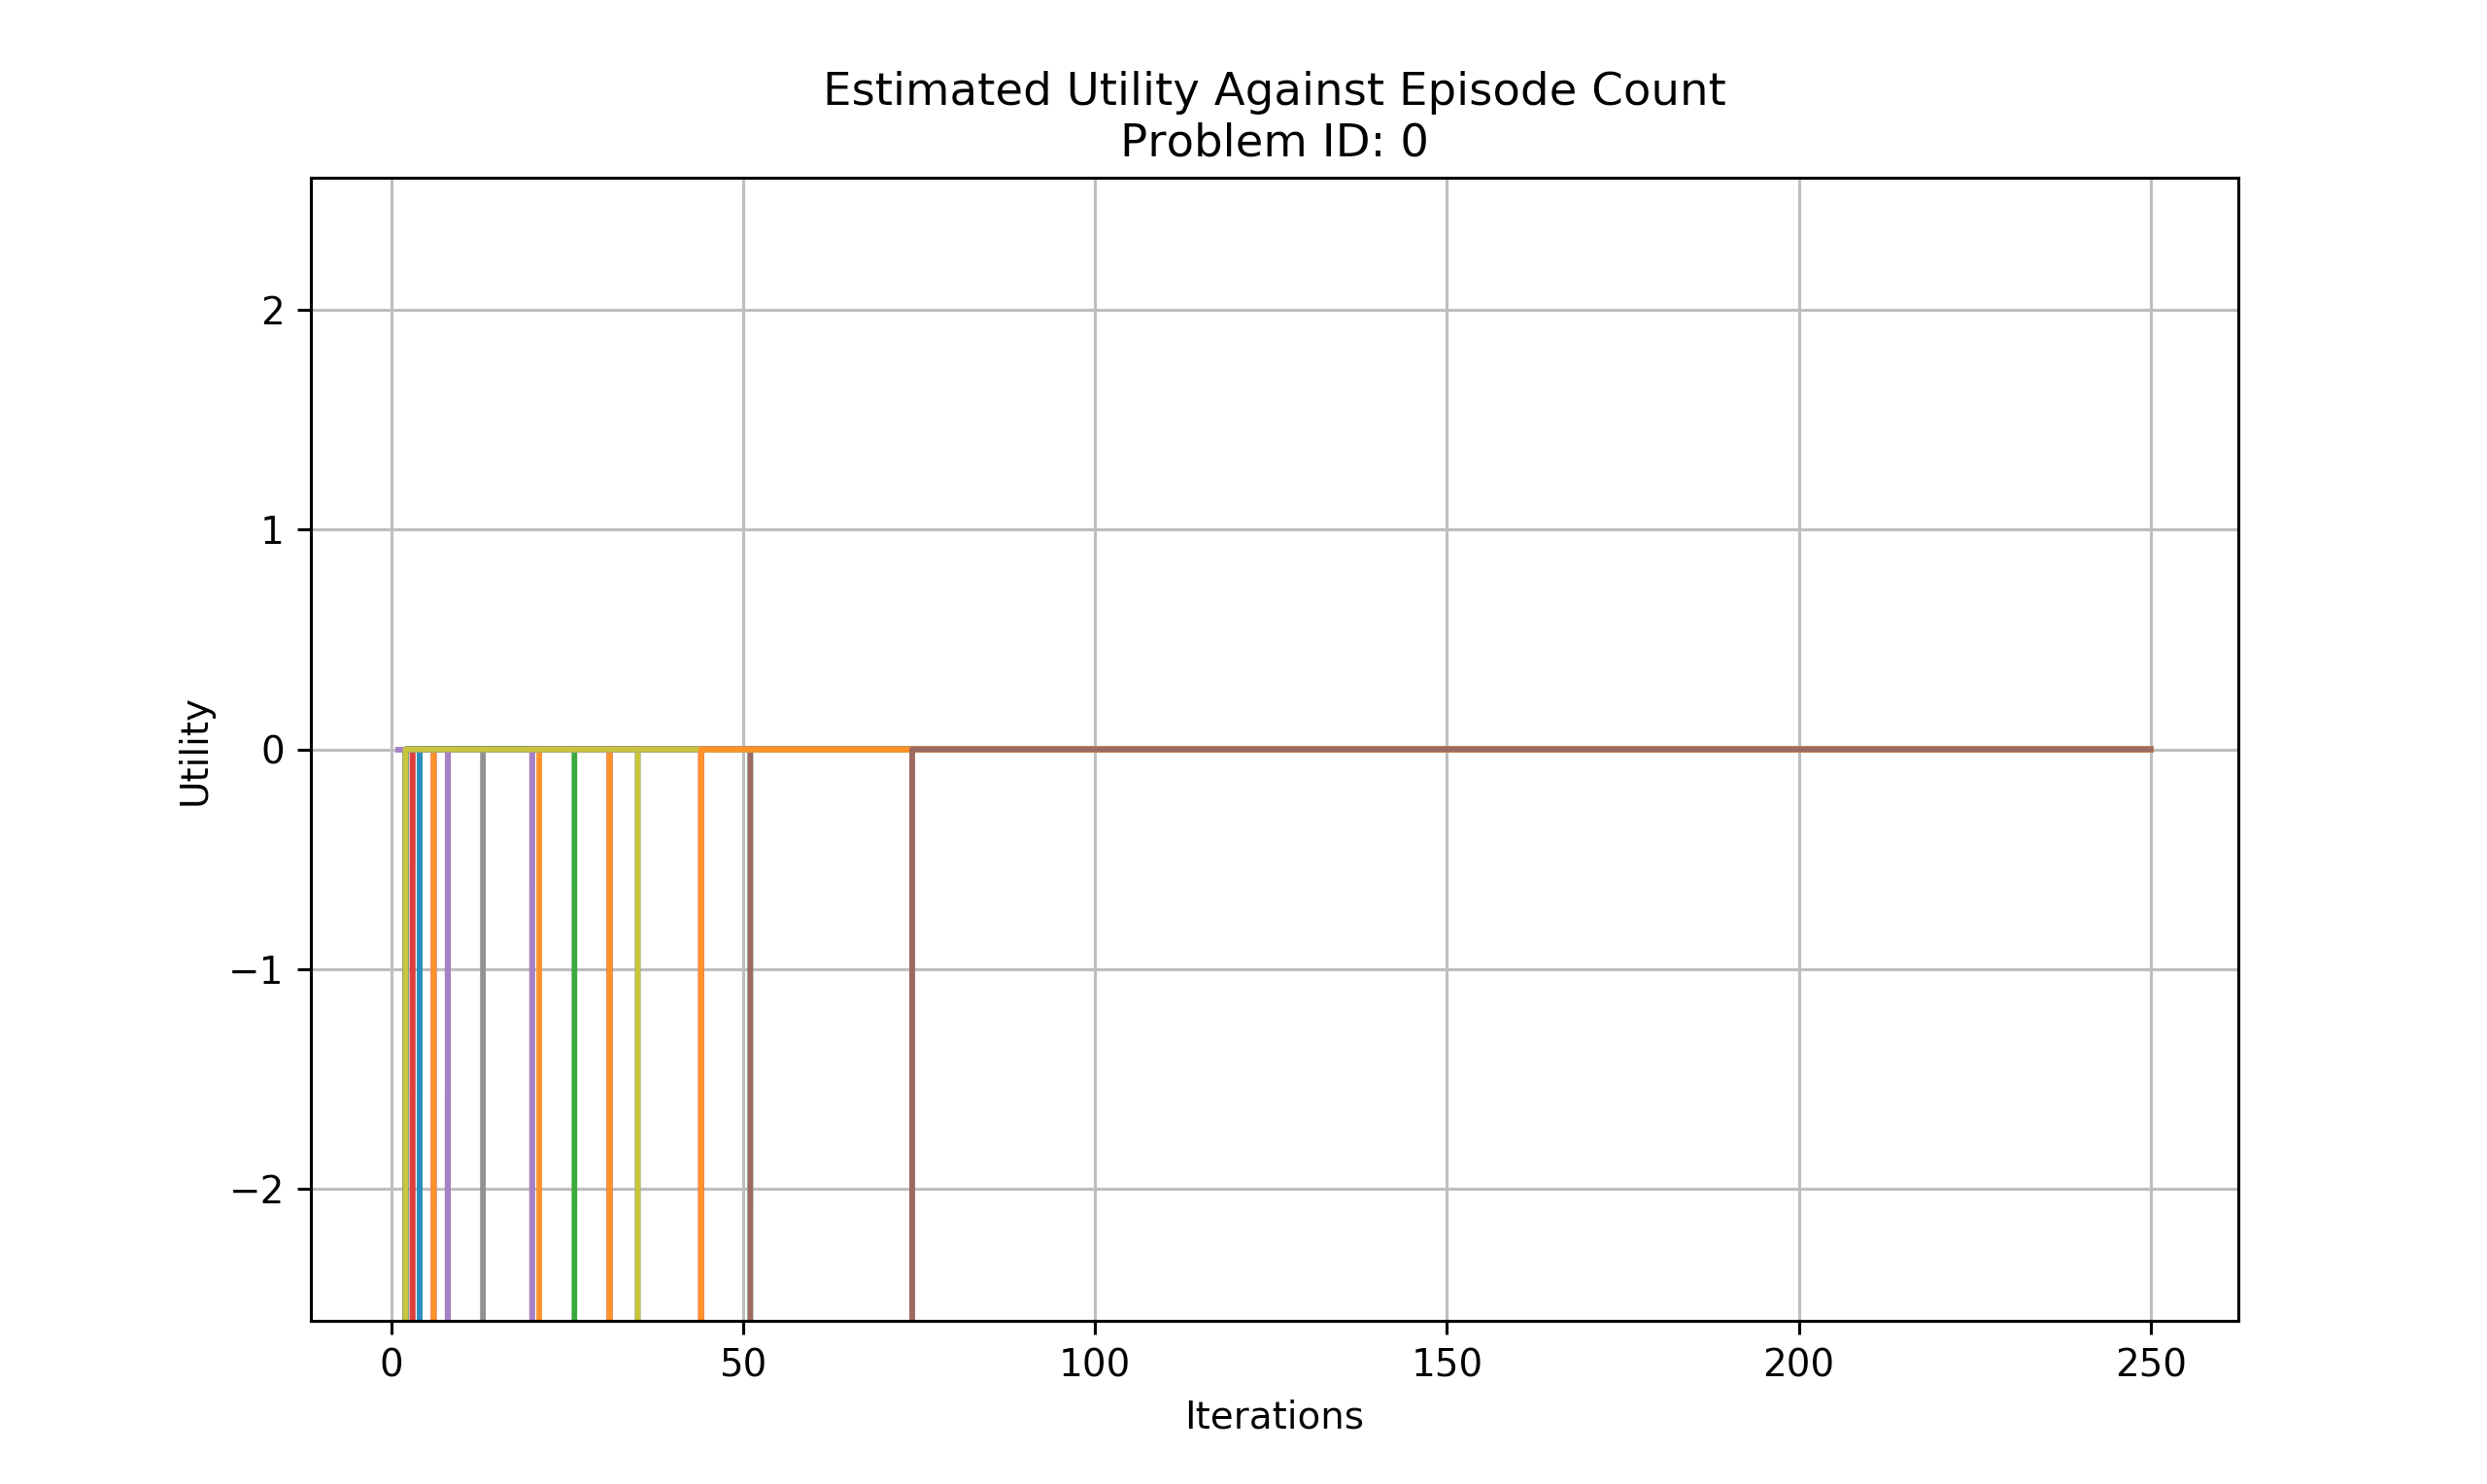 Estimated Utility Against Episode Count
Problem ID: 0
2
1
0
−1
−2
Utility
0 50 100 150 200 250
Iterations